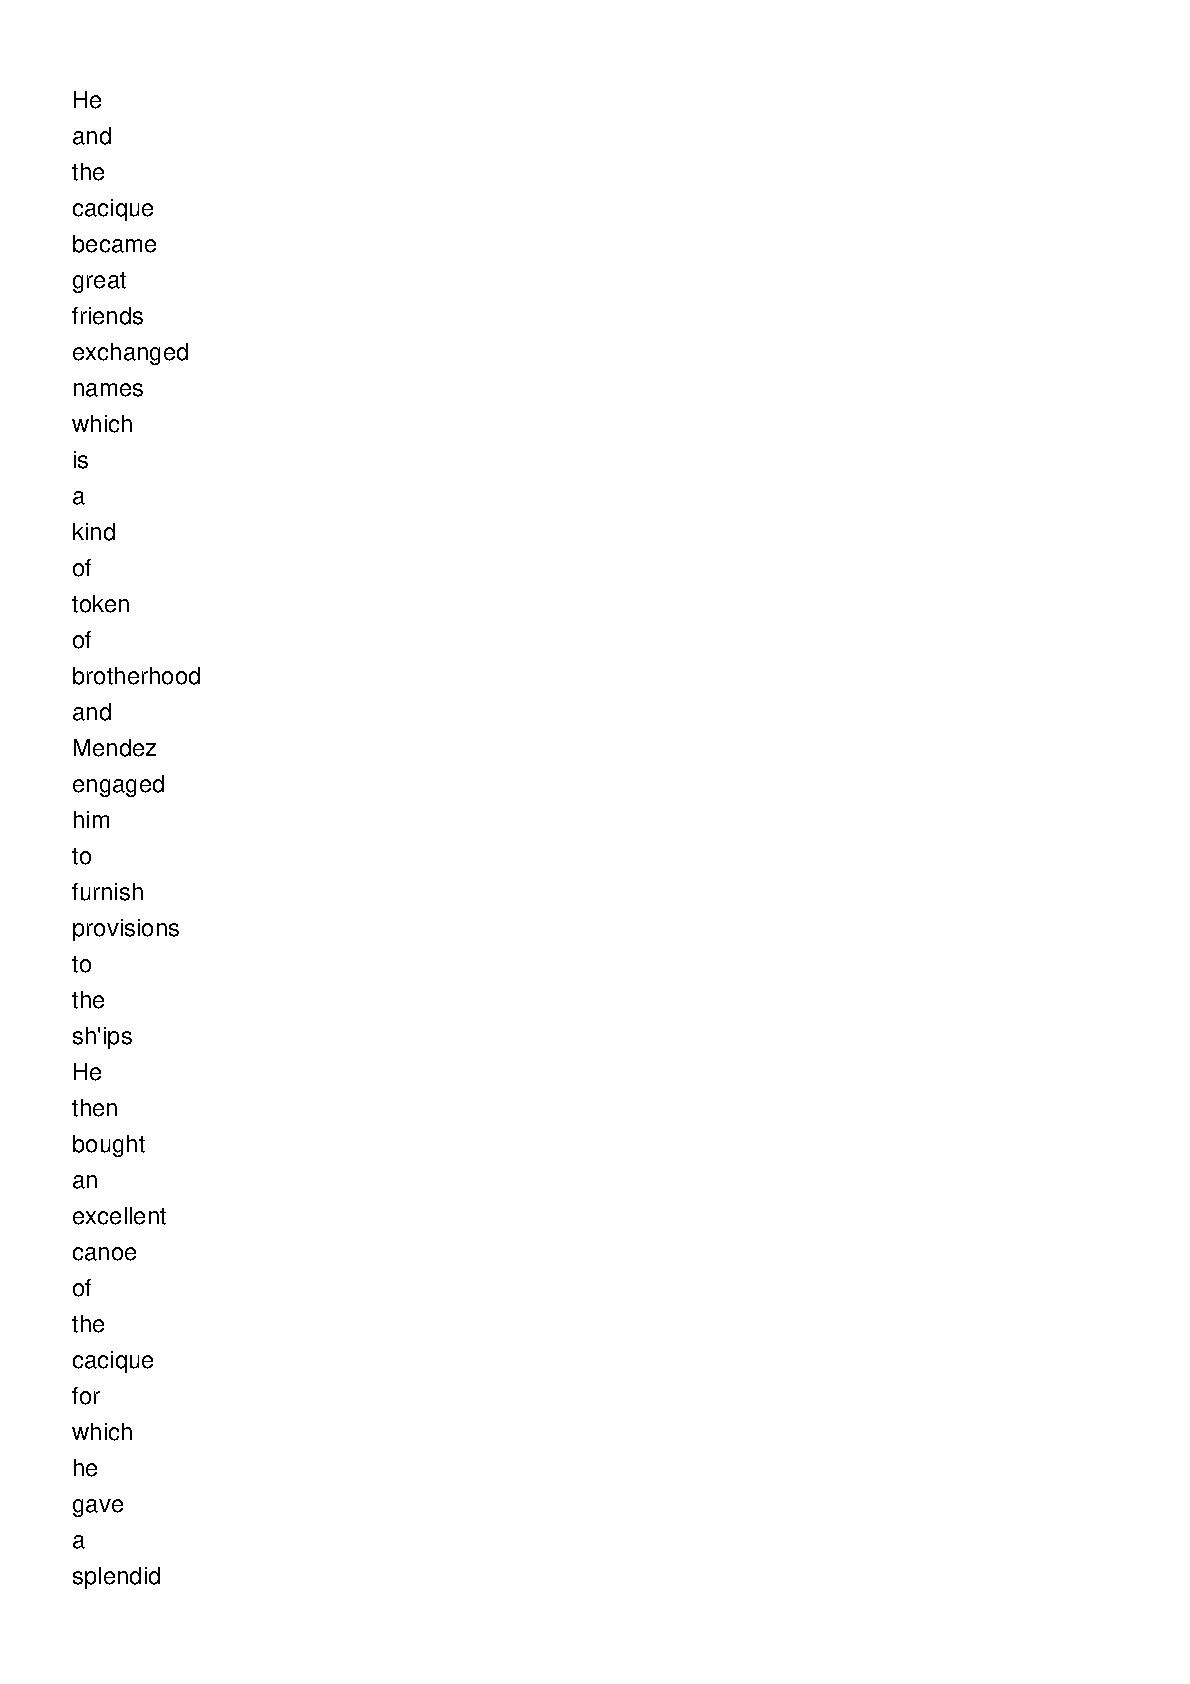 He
and
the
cacique
became
great
friends
exchanged
names
which
is
a
kind
of
token
of
brotherhood
and
Mendez
engaged
him
to
furnish
provisions
to
the
sh'ips
He
then
bought
an
excellent
canoe
of
the
cacique
for
which
he
gave
a
splendid